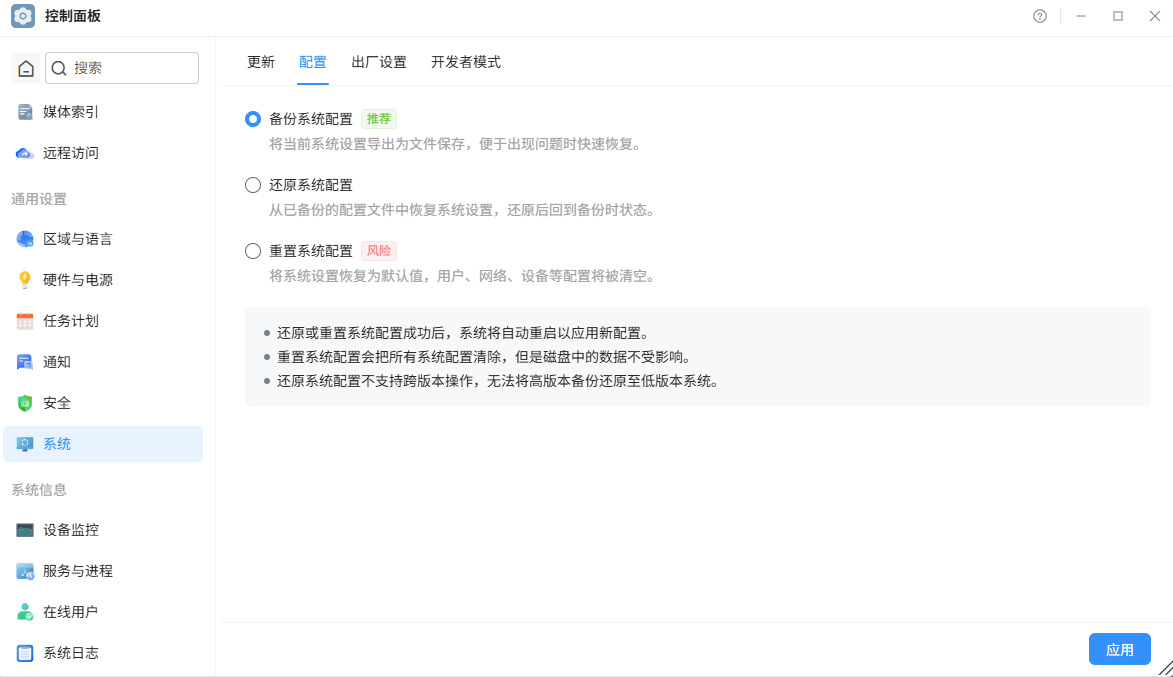 控制面板
搜索
媒体索引
远程访问
通用设置
区域与语言
硬件与电源
任务计划
通知
安全
系统
系统信息
设备监控
服务与进程
在线用户
系统日志
更新 配置 出厂设置 开发者模式
备份系统配置 推荐
将当前系统设置导出为文件保存，便于出现问题时快速恢复。
还原系统配置
从已备份的配置文件中恢复系统设置，还原后回到备份时状态。
重置系统配置 风险
将系统设置恢复为默认值，用户、网络、设备等配置将被清空。
还原或重置系统配置成功后，系统将自动重启以应用新配置。
重置系统配置会把所有系统配置清除，但是磁盘中的数据不受影响。
还原系统配置不支持跨版本操作，无法将高版本备份还原至低版本系统。
应用